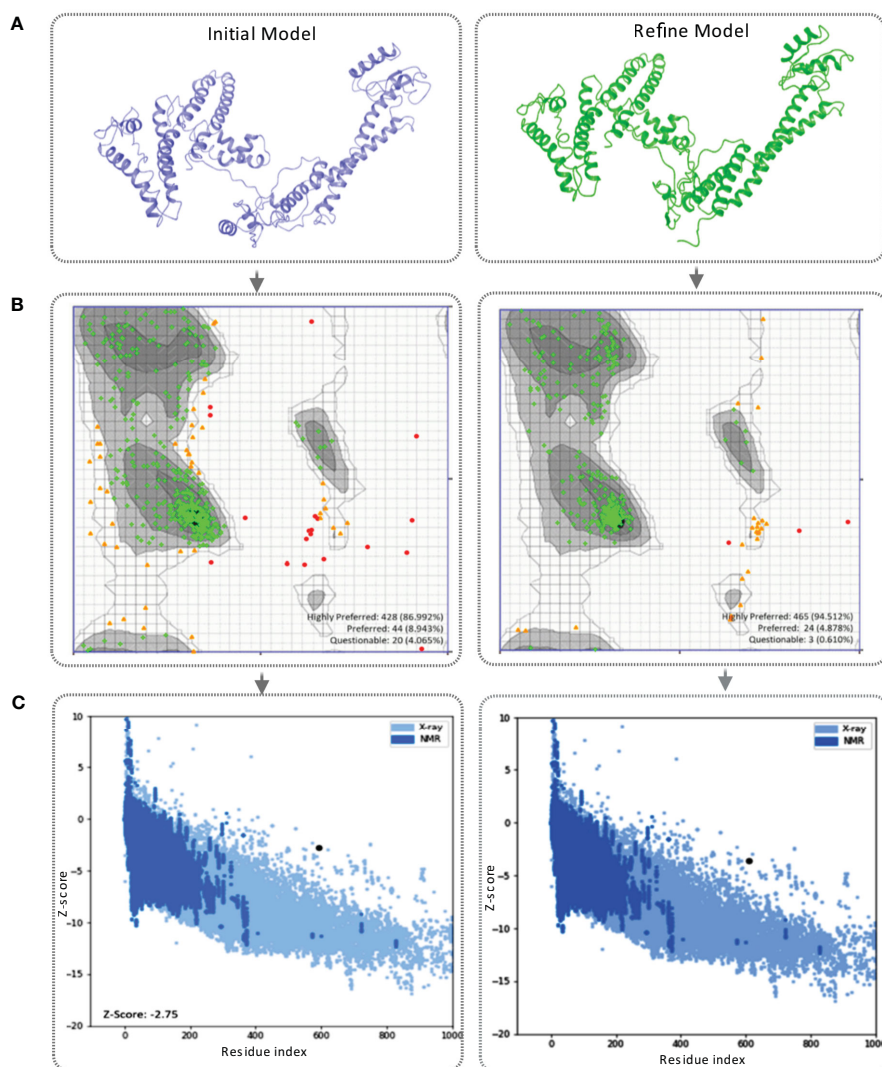 A
Initial Model
Refine Model
B
Highly Preferred: 428 (86.992%)
Preferred: 44 (8.943%)
Questionable: 20 (4.065%)
Highly Preferred: 465 (94.512%)
Preferred: 24 (4.878%)
Questionable: 3 (0.610%)
C
10
5
0
−5
−10
−15
−20
Z-score
X-ray
NMR
Z-Score: -2.75
0
200
400
600
800
1000
Residue index
10
5
0
−5
−10
−15
−20
Z-score
X-ray
NMR
0
200
400
600
800
1000
Residue index